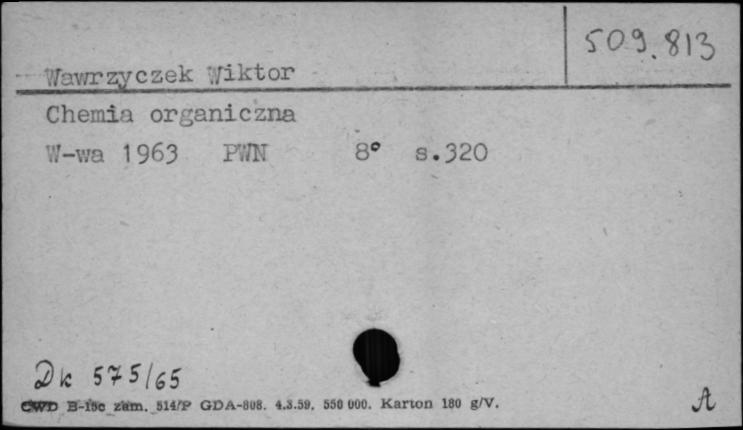 509.813
Wawrzyczek Wiktor
Chemia organiczna
W-wa 1963 PWN 8° s.320
Dk 575/65
CWD B-15c zam. 514/P GDA-808. 4.3.59. 550 000. Karton 180 g/V.
A